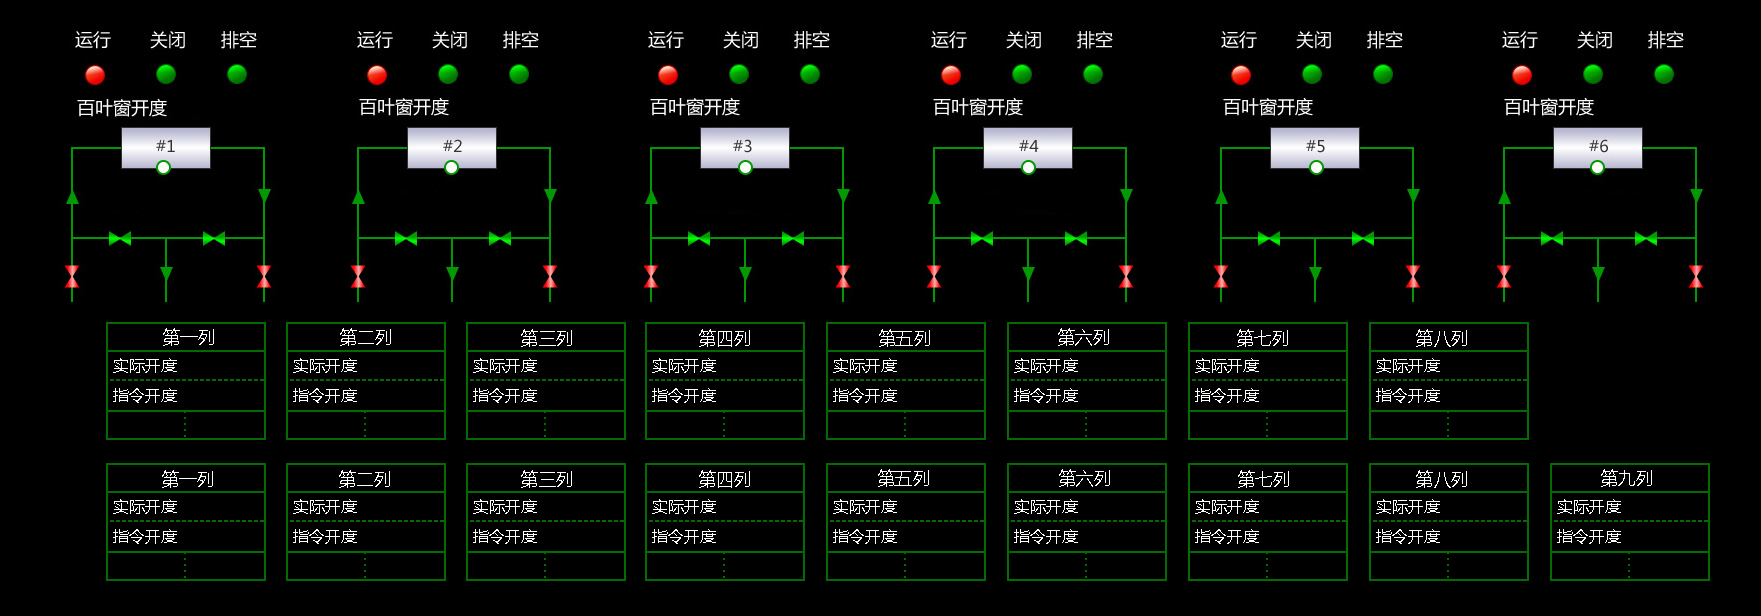 运行 关闭 排空 运行 关闭 排空 运行 关闭 排空 运行 关闭 排空 运行 关闭 排空 运行 关闭 排空
百叶窗开度 百叶窗开度 百叶窗开度 百叶窗开度 百叶窗开度 百叶窗开度
#1 #2 #3 #4 #5 #6
第一列 第二列 第三列 第四列 第五列 第六列 第七列 第八列
实际开度 实际开度 实际开度 实际开度 实际开度 实际开度 实际开度 实际开度
指令开度 指令开度 指令开度 指令开度 指令开度 指令开度 指令开度 指令开度
第一列 第二列 第三列 第四列 第五列 第六列 第七列 第八列 第九列
实际开度 实际开度 实际开度 实际开度 实际开度 实际开度 实际开度 实际开度 实际开度
指令开度 指令开度 指令开度 指令开度 指令开度 指令开度 指令开度 指令开度 指令开度